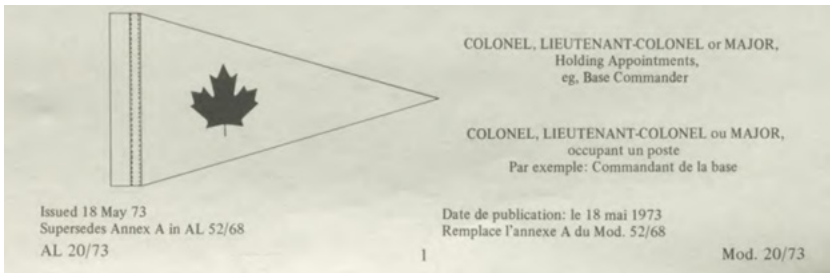 COLONEL, LIEUTENANT-COLONEL or MAJOR,
Holding Appointments,
eg, Base Commander
COLONEL, LIEUTENANT-COLONEL ou MAJOR,
occupant un poste
Par exemple: Commandant de la base
Issued 18 May 73
Supersedes Annex A in AL 52/68
AL 20/73
Date de publication: le 18 mai 1973
Remplace l'annexe A du Mod. 52/68
1
Mod. 20/73